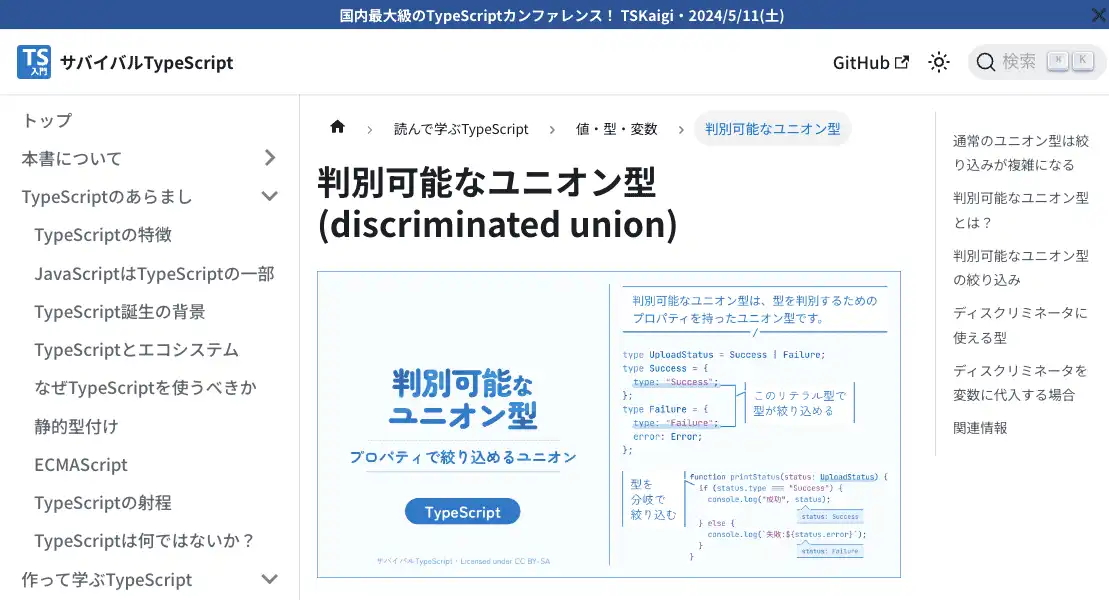 国内最大級のTypeScriptカンファレンス！ TSKaigi・2024/5/11(土)
TS
入門
サバイバルTypeScript
GitHub
検索
⌘ K
トップ
本書について
TypeScriptのあらまし
TypeScriptの特徴
JavaScriptはTypeScriptの一部
TypeScript誕生の背景
TypeScriptとエコシステム
なぜTypeScriptを使うべきか
静的型付け
ECMAScript
TypeScriptの射程
TypeScriptは何ではないか？
作って学ぶTypeScript
読んで学ぶTypeScript
値・型・変数
判別可能なユニオン型
判別可能なユニオン型
(discriminated union)
判別可能な
ユニオン型
プロパティで絞り込めるユニオン
TypeScript
サバイバルTypeScript・Licensed under CC BY-SA
判別可能なユニオン型は、型を判別するための
プロパティを持ったユニオン型です。
type UploadStatus = Success | Failure;
type Success = {
type: "Success";
};
type Failure = {
type: "Failure";
error: Error;
};
このリテラル型で
型が絞り込める
型を
分岐で
絞り込む
function printStatus(status: UploadStatus) {
if (status.type === "Success") {
console.log("成功", status);
status: Success
} else {
console.log(`失敗:${status.error}`);
status: Failure
}
}
通常のユニオン型は絞
り込みが複雑になる
判別可能なユニオン型
とは？
判別可能なユニオン型
の絞り込み
ディスクリミネータに
使える型
ディスクリミネータを
変数に代入する場合
関連情報